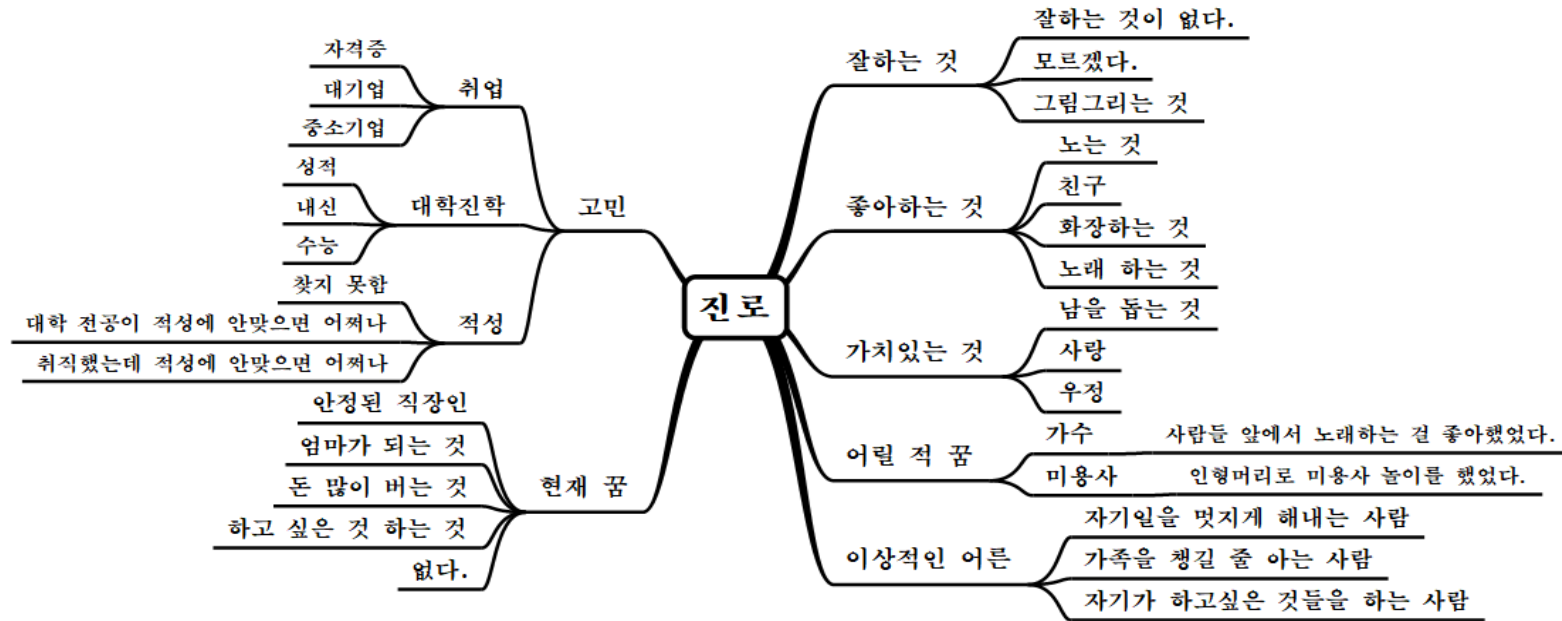 진로
고민
취업
자격증
대기업
중소기업
대학진학
성적
내신
수능
적성
찾지 못함
대학 전공이 적성에 안맞으면 어쩌나
취직했는데 적성에 안맞으면 어쩌나
현재 꿈
안정된 직장인
엄마가 되는 것
돈 많이 버는 것
하고 싶은 것 하는 것
없다.
잘하는 것
잘하는 것이 없다.
모르겠다.
그림그리는 것
좋아하는 것
노는 것
친구
화장하는 것
노래 하는 것
가치있는 것
남을 돕는 것
사랑
우정
어릴 적 꿈
가수
사람들 앞에서 노래하는 걸 좋아했었다.
미용사
인형머리로 미용사 놀이를 했었다.
이상적인 어른
자기일을 멋지게 해내는 사람
가족을 챙길 줄 아는 사람
자기가 하고싶은 것들을 하는 사람